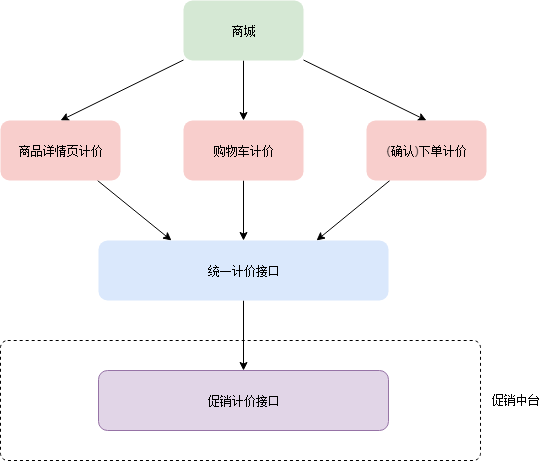 商城
商品详情页计价
购物车计价
(确认)下单计价
统一计价接口
促销计价接口
促销中台